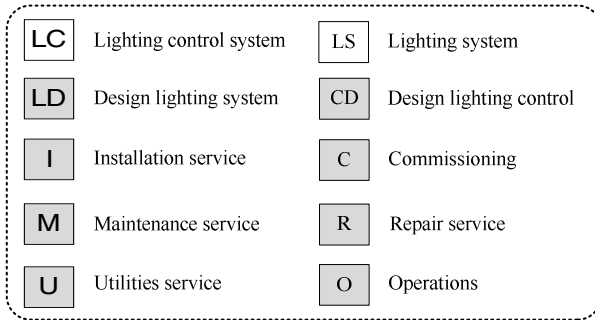 LC Lighting control system LS Lighting system
LD Design lighting system CD Design lighting control
I Installation service C Commissioning
M Maintenance service R Repair service
U Utilities service O Operations